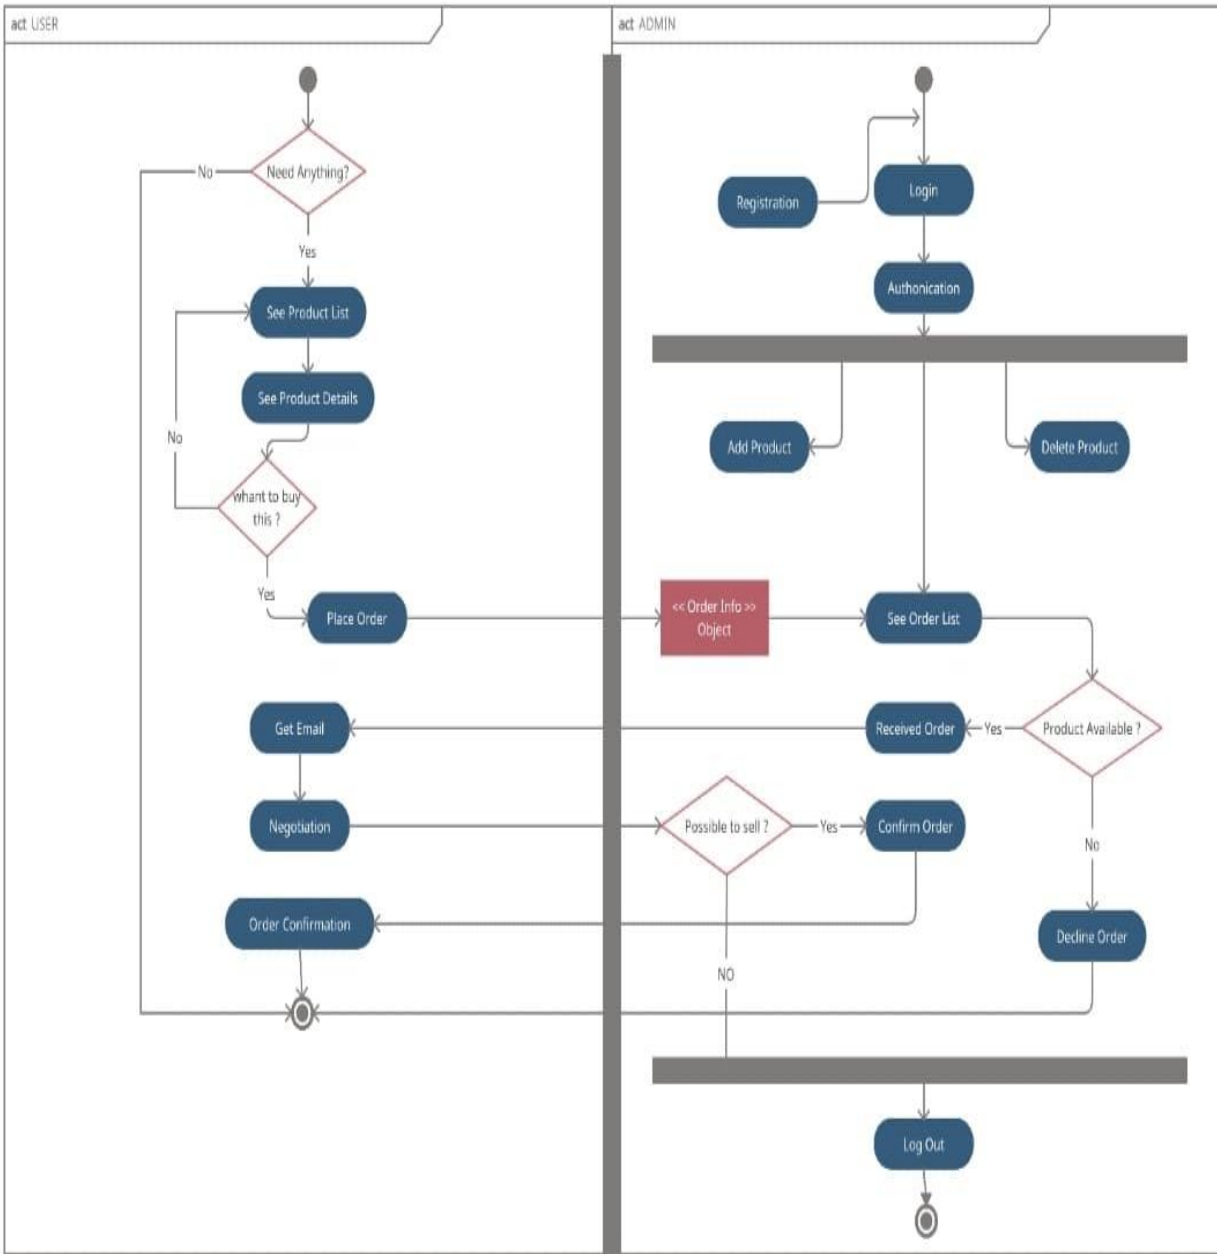 act USER
act ADMIN
Need Anything?
No
Yes
See Product List
See Product Details
No
whant to buy
this ?
Yes
Place Order
Get Email
Negotiation
Order Confirmation
Registration
Login
Authonication
Add Product
Delete Product
<< Order Info >>
Object
See Order List
Received Order
Yes
Product Available ?
Possible to sell ?
Yes
Confirm Order
No
Decline Order
NO
Log Out